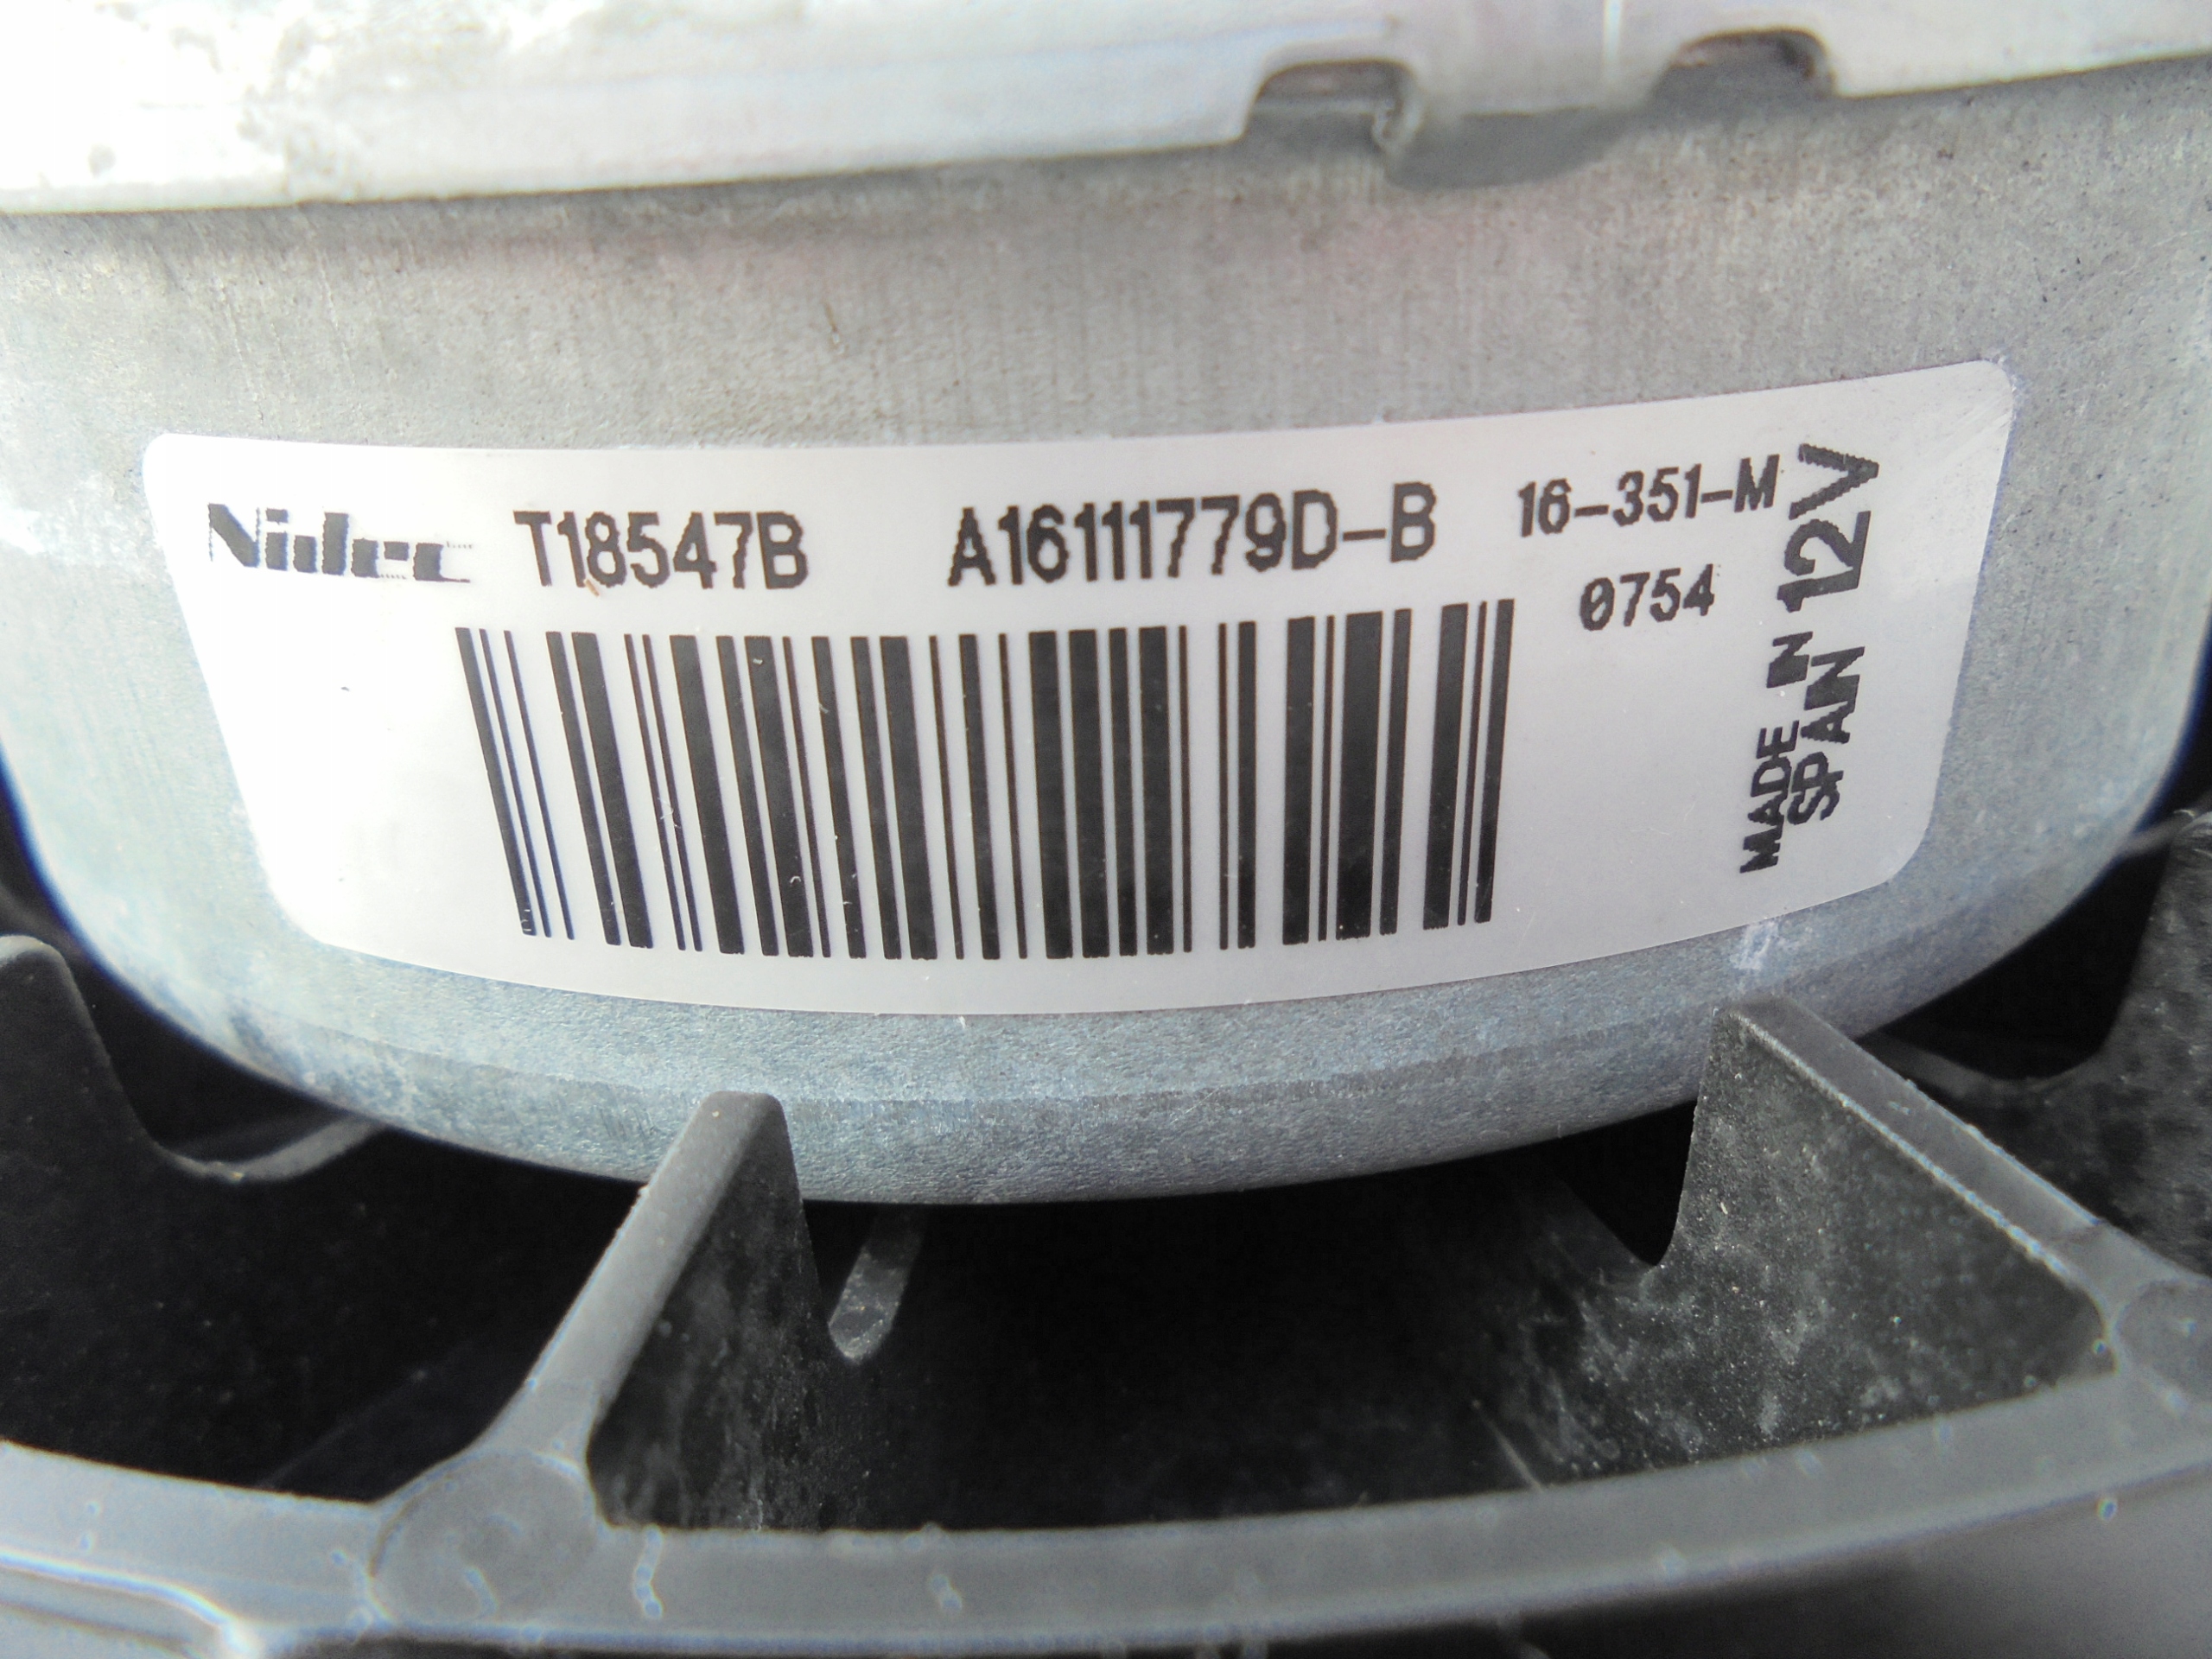 Nidec T18547B A16111779D-B 16-351-M
0754
MADE IN
SPAIN 12V